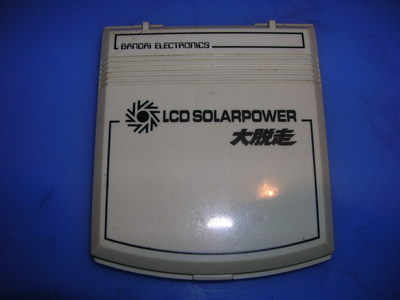 BANDAI ELECTRONICS
LCD SOLARPOWER
大脱走